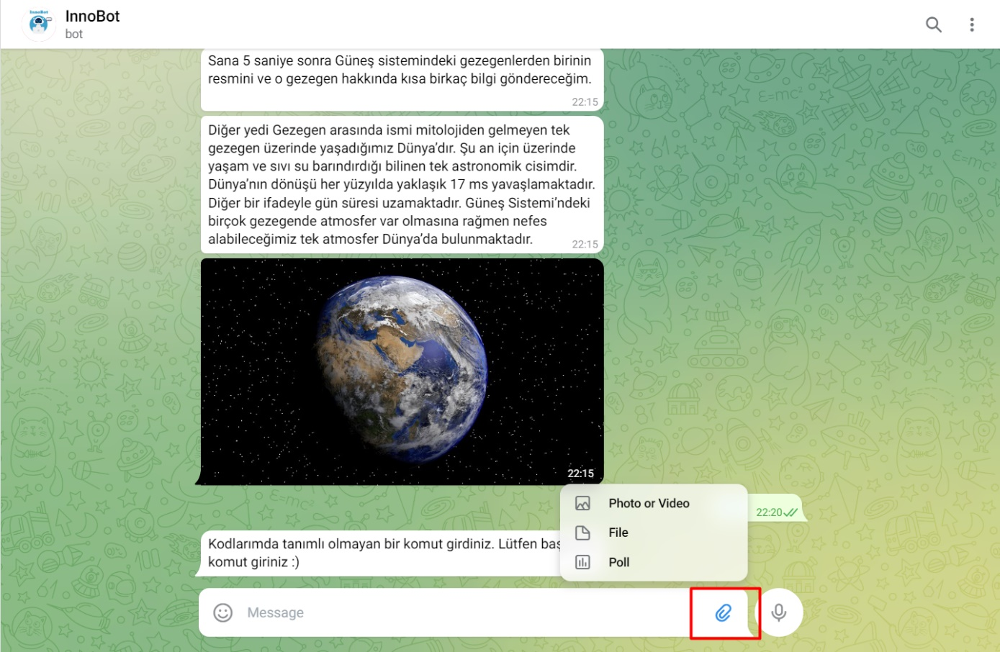 InnoBot
bot
Sana 5 saniye sonra Güneş sistemindeki gezegenlerden birinin
resmini ve o gezegen hakkında kısa birkaç bilgi göndereceğim.
22:15
Diğer yedi Gezegen arasında ismi mitolojiden gelmeyen tek
gezegen üzerinde yaşadığımız Dünya’dır. Şu an için üzerinde
yaşam ve sıvı su barındırdığı bilinen tek astronomik cisimdir.
Dünya’nın dönüşü her yüzyılda yaklaşık 17 ms yavaşlamaktadır.
Diğer bir ifadeyle gün süresi uzamaktadır. Güneş Sistemi’ndeki
birçok gezegende atmosfer var olmasına rağmen nefes
alabileceğimiz tek atmosfer Dünya’da bulunmaktadır.
22:15
22:15
Photo or Video
File
Poll
22:20
Kodlarımda tanımlı olmayan bir komut girdiniz. Lütfen
komut giriniz :)
Message